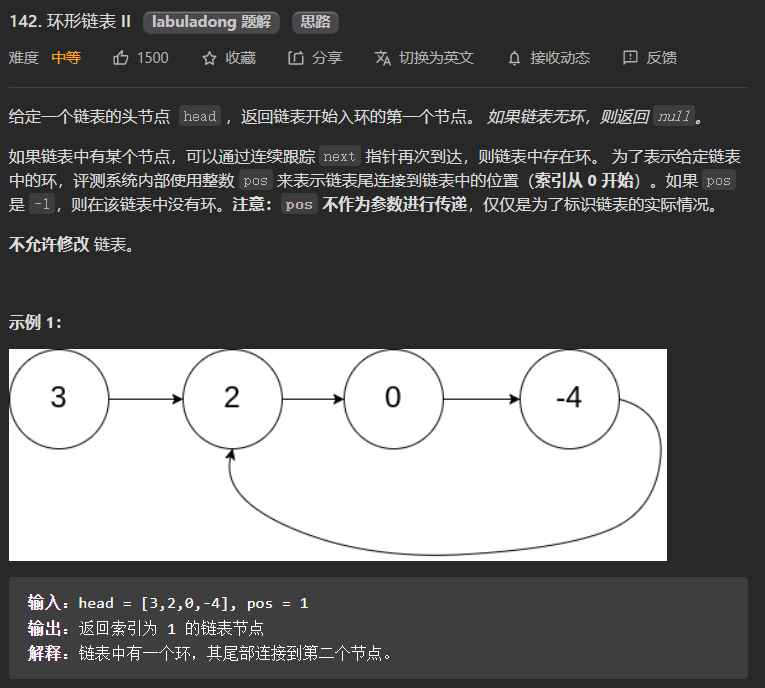 142. 环形链表 II labuladong 题解 思路
难度 中等 1500 收藏 分享 切换为英文 接收动态 反馈
给定一个链表的头节点 head ，返回链表开始入环的第一个节点。 如果链表无环，则返回 null。
如果链表中有某个节点，可以通过连续跟踪 next 指针再次到达，则链表中存在环。 为了表示给定链表
中的环，评测系统内部使用整数 pos 来表示链表尾连接到链表中的位置（索引从 0 开始）。如果 pos
是 -1，则在该链表中没有环。注意：pos 不作为参数进行传递，仅仅是为了标识链表的实际情况。
不允许修改 链表。
示例 1：
3 2 0 -4
输入：head = [3,2,0,-4], pos = 1
输出：返回索引为 1 的链表节点
解释：链表中有一个环，其尾部连接到第二个节点。